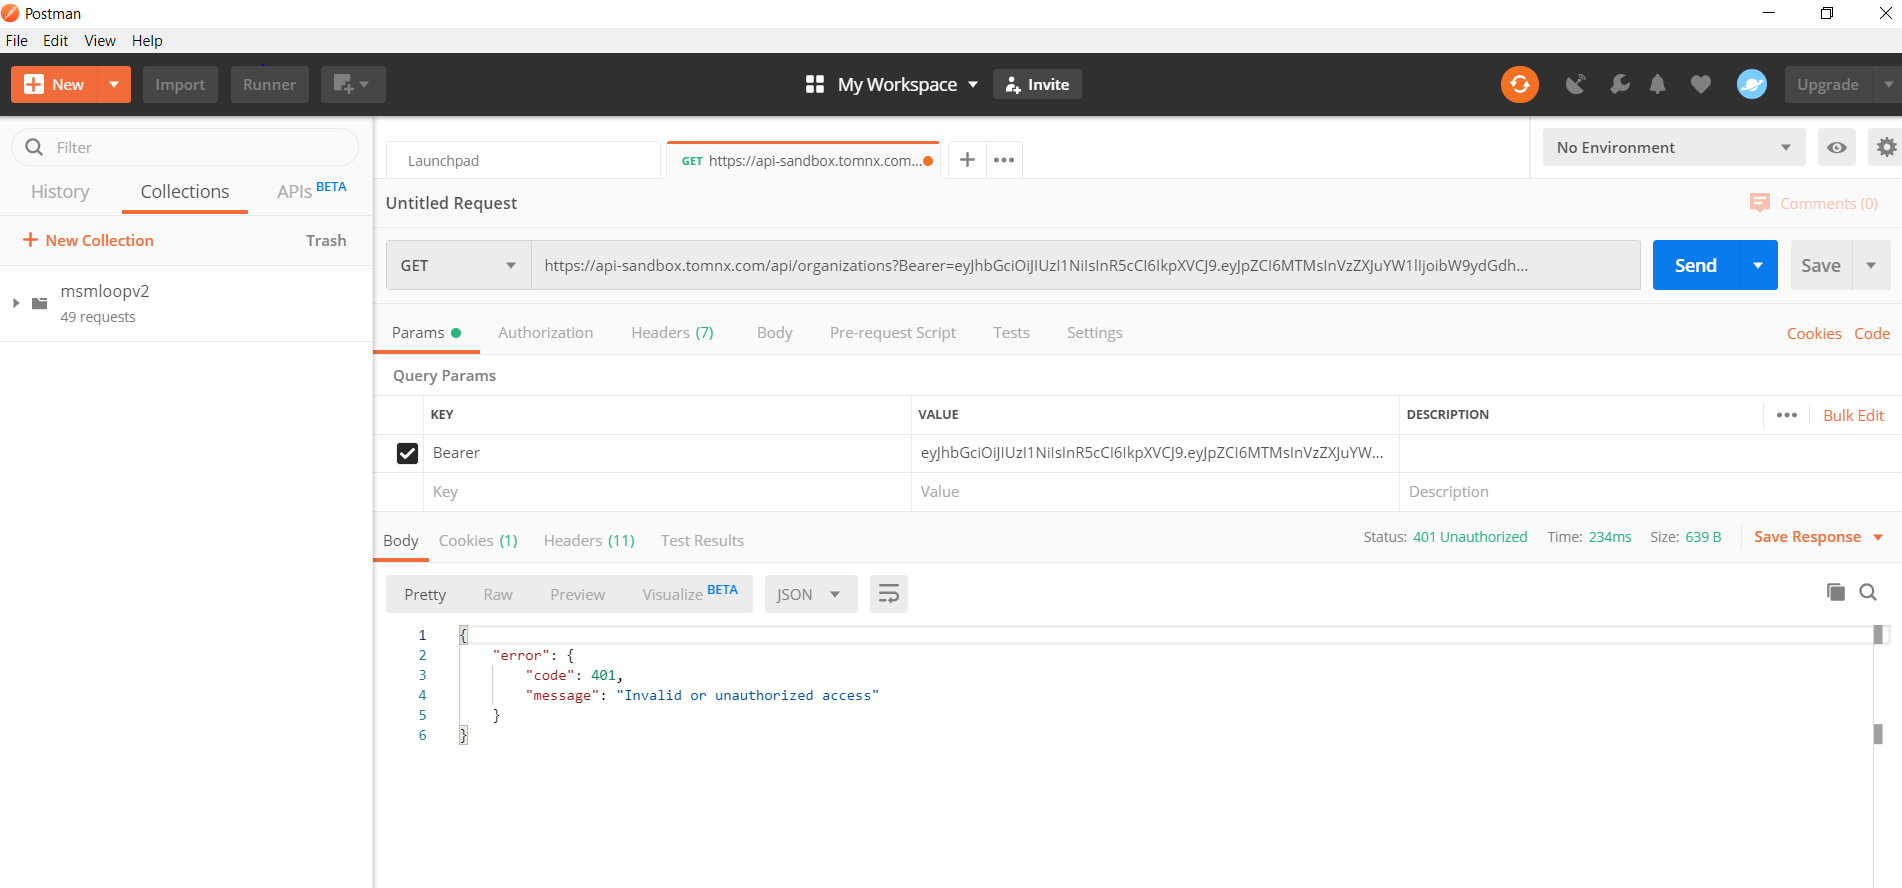 Postman
File Edit View Help
New Import Runner My Workspace Invite Upgrade
Filter
History Collections APIs BETA
New Collection Trash
msmloopv2
49 requests
Launchpad GET https://api-sandbox.tomnx.com... No Environment
Untitled Request Comments (0)
GET https://api-sandbox.tomnx.com/api/organizations?Bearer=eyJhbGciOiJIUzI1NiIsInR5cCI6IkpXVCJ9.eyJpZCI6MTMsInVzZXJuYW1lIjoibW9ydGdh... Send Save
Params Authorization Headers (7) Body Pre-request Script Tests Settings Cookies Code
Query Params
KEY VALUE DESCRIPTION Bulk Edit
Bearer eyJhbGciOiJIUzI1NiIsInR5cCI6IkpXVCJ9.eyJpZCI6MTMsInVzZXJuYW...
Key Value Description
Body Cookies (1) Headers (11) Test Results Status: 401 Unauthorized Time: 234ms Size: 639 B Save Response
Pretty Raw Preview Visualize BETA JSON
1 {
2 "error": {
3 "code": 401,
4 "message": "Invalid or unauthorized access"
5 }
6 }